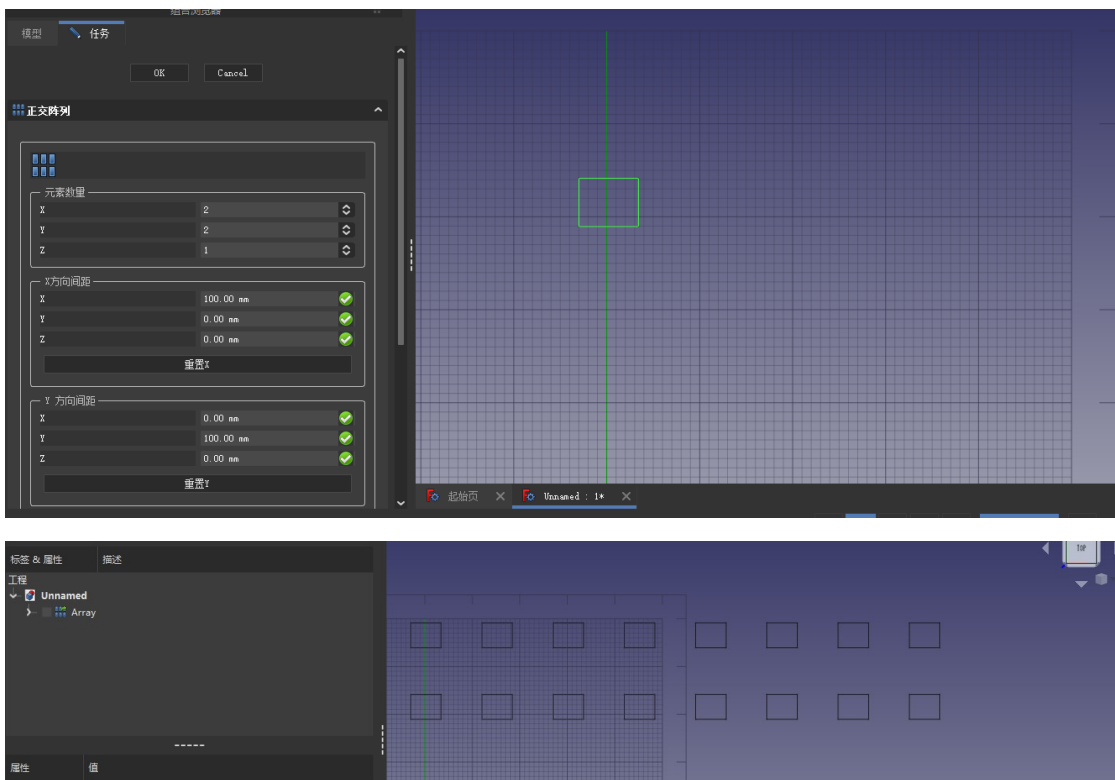 组合浏览器
模型 任务
OK Cancel
正交阵列
元素数量
X 2
Y 2
Z 1
X方向间距
X 100.00 mm
Y 0.00 mm
Z 0.00 mm
重置X
Y 方向间距
X 0.00 mm
Y 100.00 mm
Z 0.00 mm
重置Y
起始页 Unnamed : 1*
标签 & 属性 描述
工程
Unnamed
Array
TOP
属性 值